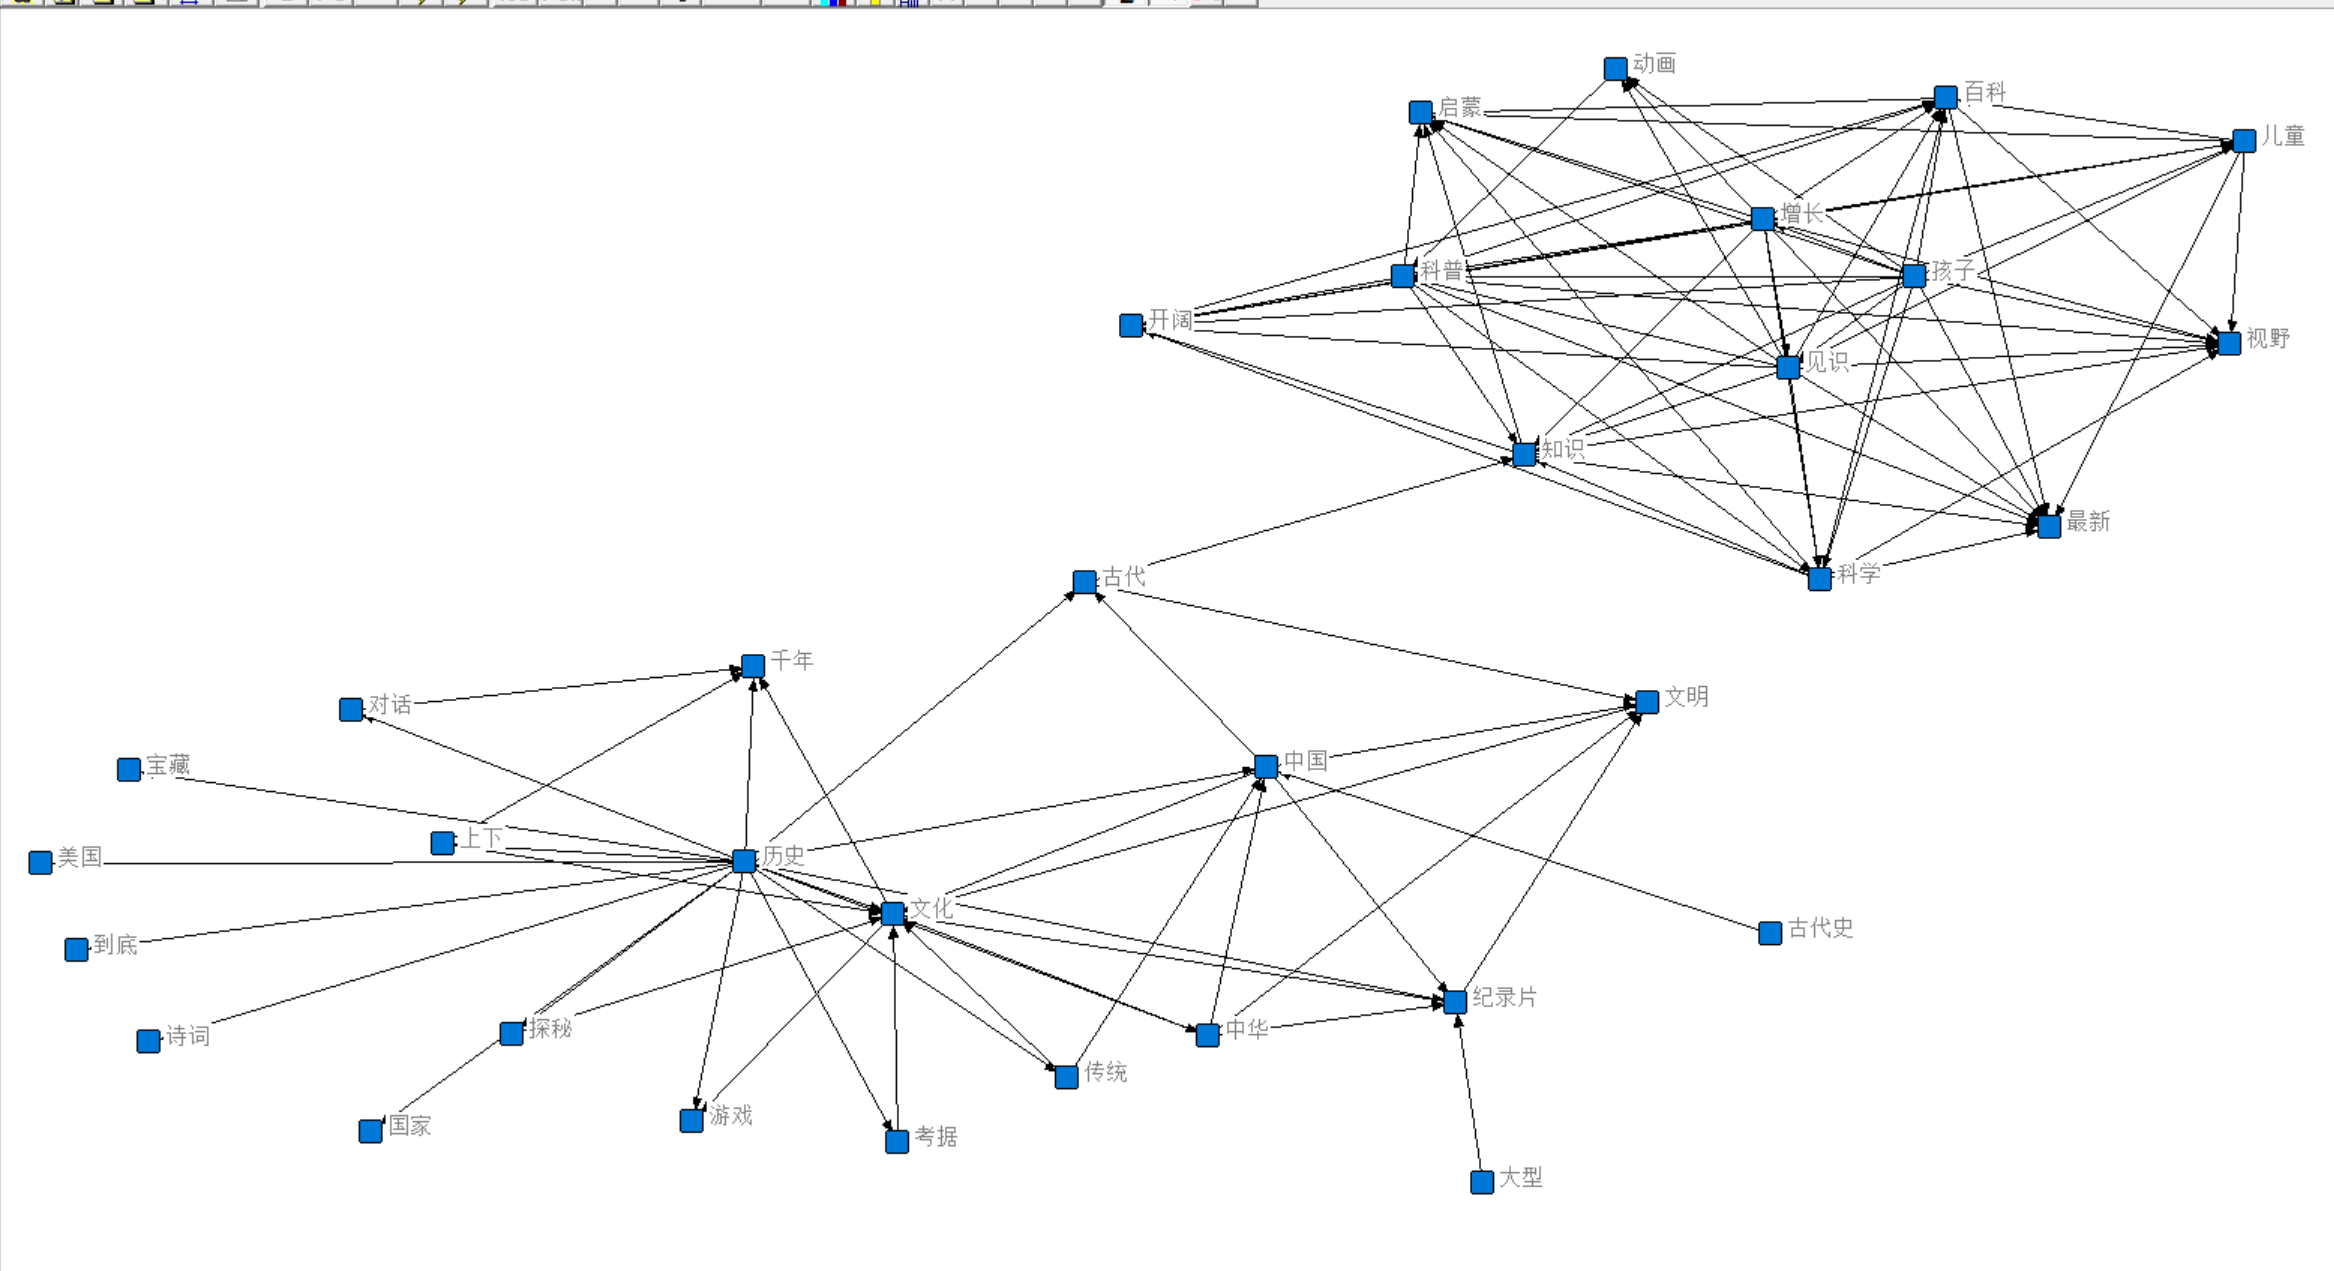 动画
百科
启蒙
儿童
增长
科普
孩子
开阔
视野
见识
知识
最新
科学
古代
千年
文明
对话
中国
宝藏
上下
历史
美国
文化
古代史
到底
纪录片
探秘
中华
诗词
传统
游戏
国家
考据
大型